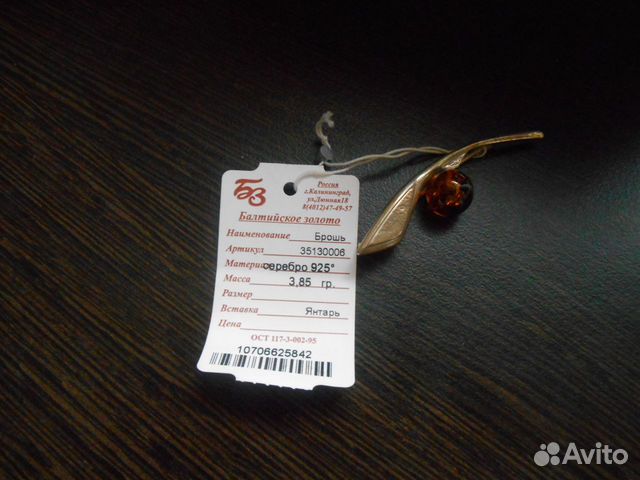 БЗ
Россия
г.Калининград,
ул.Дюнная18
8(4012)47-49-57
Балтийское золото
Наименование Брошь
Артикул 35130006
Материал серебро 925°
Масса 3,85 гр.
Размер
Вставка Янтарь
Цена
ОСТ 117-3-002-95
10706625842
Avito